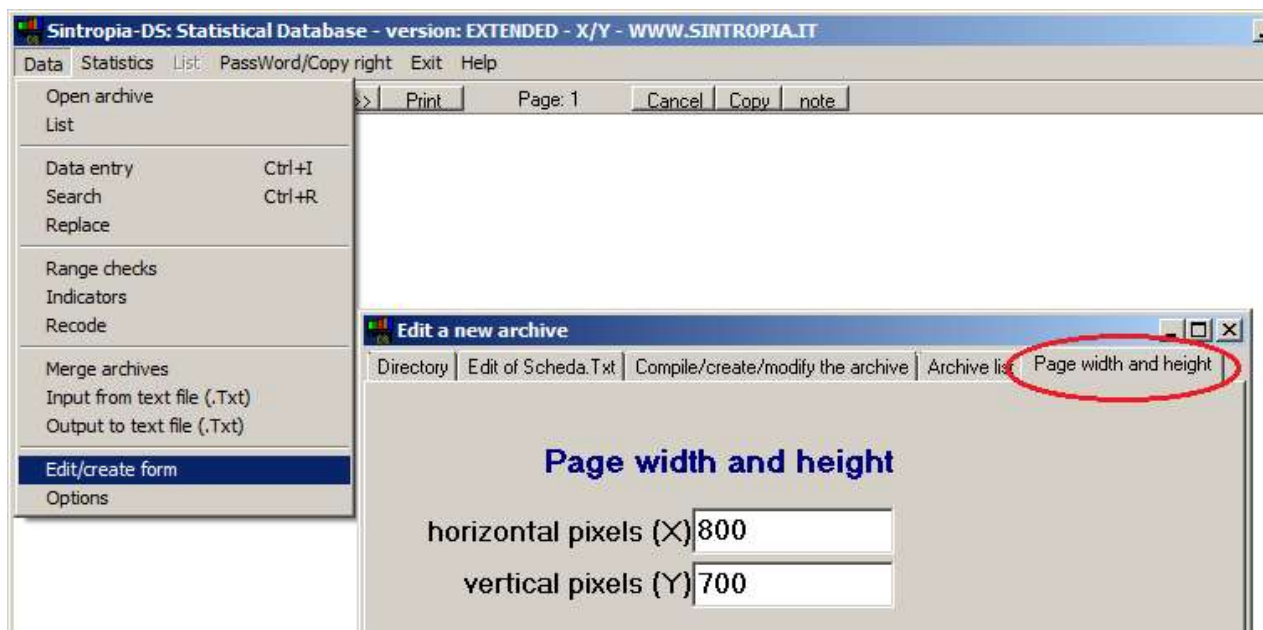 Sintropia-DS: Statistical Database - version: EXTENDED - X/Y - WWW.SINTROPIA.IT
Data Statistics List PassWord/Copy right Exit Help
>> Print Page: 1 Cancel Copy note
Open archive
List
Data entry Ctrl+I
Search Ctrl+R
Replace
Range checks
Indicators
Recode
Merge archives
Input from text file (.Txt)
Output to text file (.Txt)
Edit/create form
Options
Edit a new archive
Directory Edit of Scheda.Txt Compile/create/modify the archive Archive list Page width and height
Page width and height
horizontal pixels (X) 800
vertical pixels (Y) 700